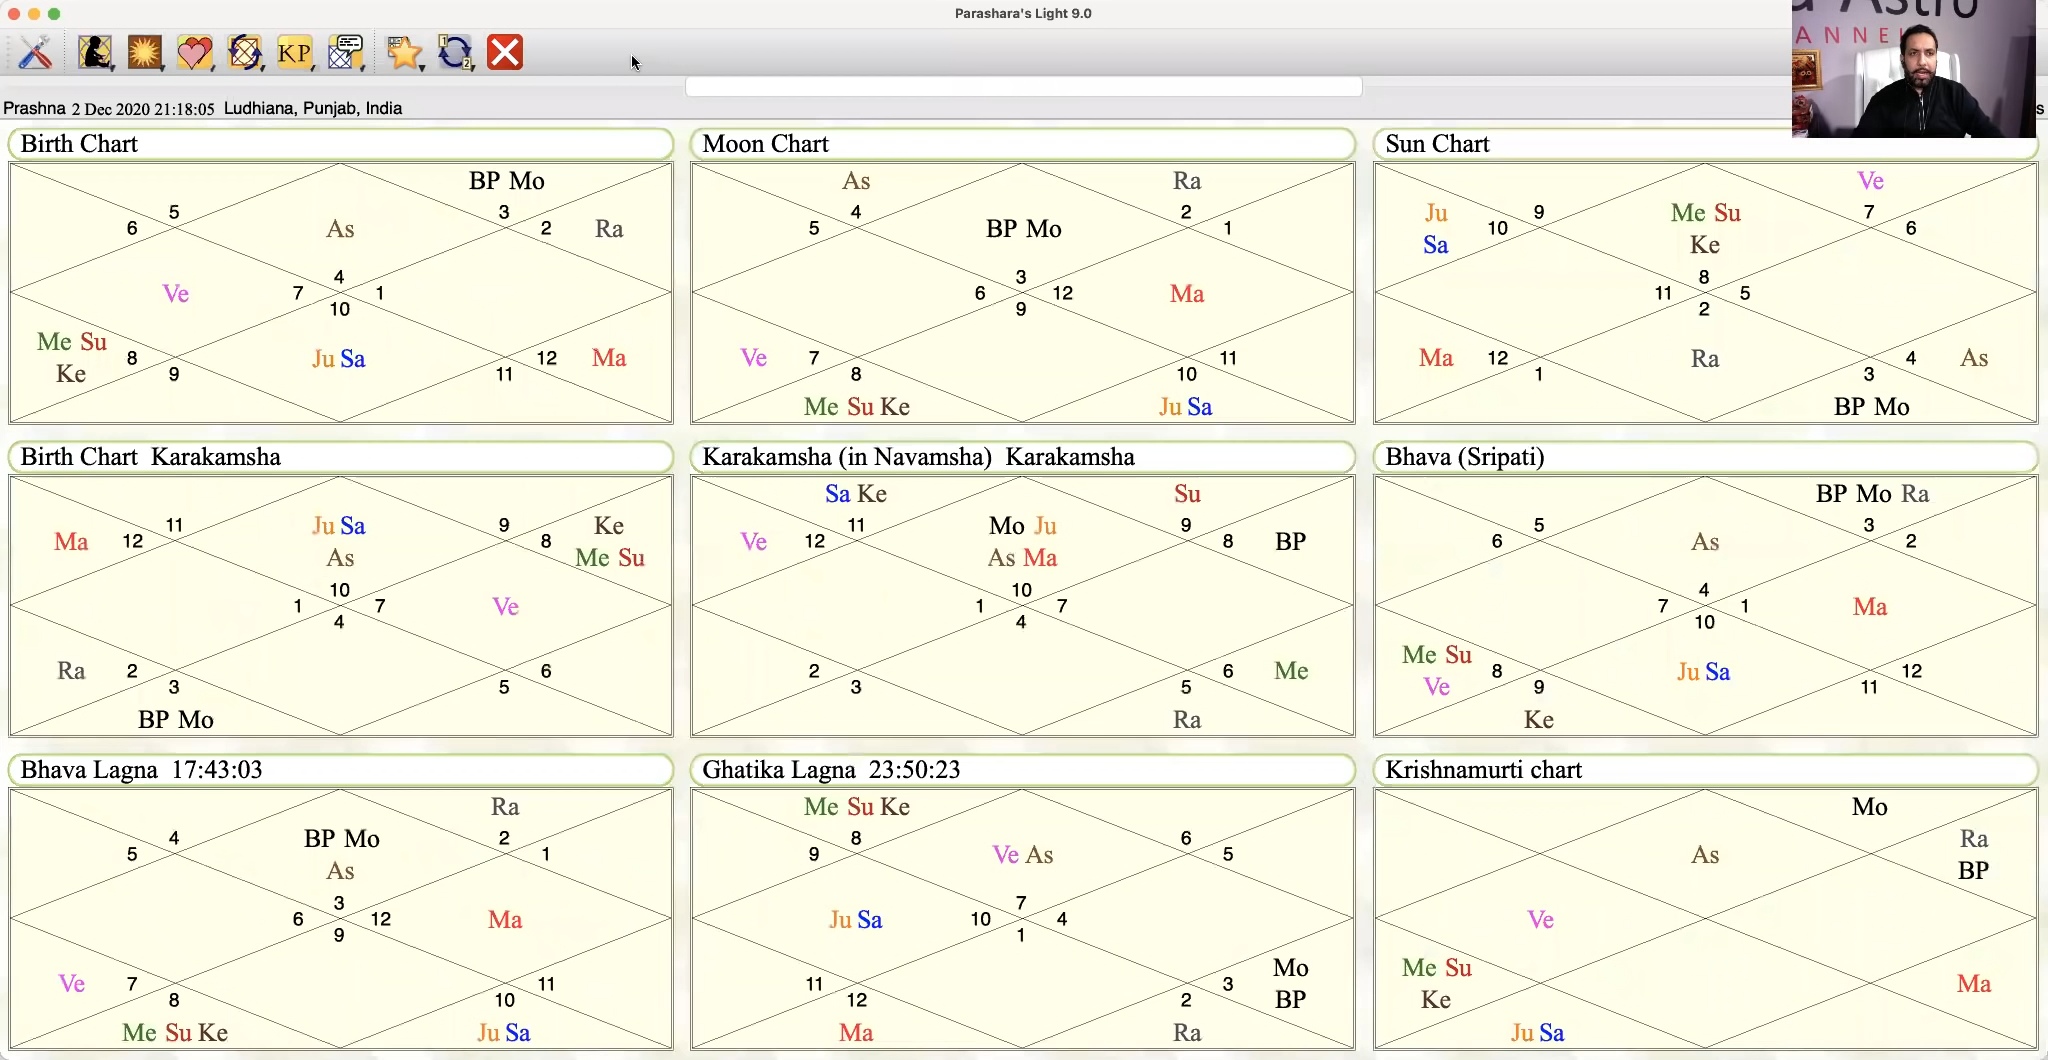 Parashara's Light 9.0
Astro
ANNE
KP
1
2
Prashna 2 Dec 2020 21:18:05 Ludhiana, Punjab, India
s
Birth Chart
BP Mo
5
3
6
As
2
Ra
4
Ve
7
1
10
Me Su
8
Ju Sa
12
Ma
Ke
9
11
Moon Chart
As
Ra
4
2
5
BP Mo
1
3
6
12
Ma
9
Ve
7
11
8
10
Me Su Ke
Ju Sa
Sun Chart
Ve
Ju
9
Me Su
7
Sa
10
Ke
6
8
11
5
2
Ma
12
Ra
4
As
1
3
BP Mo
Birth Chart Karakamsha
11
Ju Sa
9
Ke
Ma
12
As
8
Me Su
10
1
7
Ve
4
Ra
2
6
3
5
BP Mo
Karakamsha (in Navamsha) Karakamsha
Sa Ke
Su
11
Mo Ju
9
Ve
12
As Ma
8
BP
10
1
7
4
2
6
Me
3
5
Ra
Bhava (Sripati)
BP Mo Ra
5
3
6
As
2
4
7
1
Ma
10
Me Su
8
Ju Sa
12
Ve
9
11
Ke
Bhava Lagna 17:43:03
Ra
4
BP Mo
2
5
As
1
3
6
12
Ma
9
Ve
7
11
8
10
Me Su Ke
Ju Sa
Ghatika Lagna 23:50:23
Me Su Ke
8
6
9
Ve As
5
7
Ju Sa
10
4
1
Mo
11
3
BP
12
2
Ma
Ra
Krishnamurti chart
Mo
Ra
As
BP
Ve
Me Su
Ke
Ma
Ju Sa